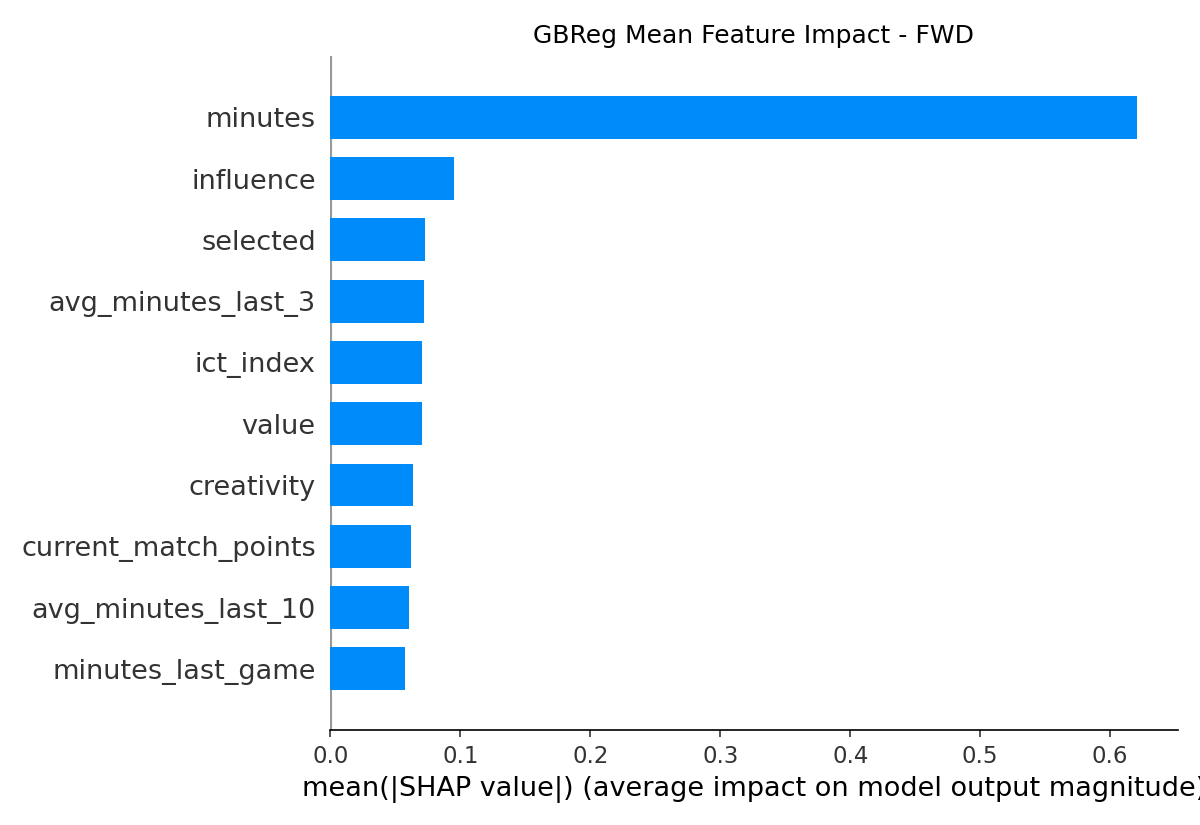 GBReg Mean Feature Impact - FWD
minutes
influence
selected
avg_minutes_last_3
ict_index
value
creativity
current_match_points
avg_minutes_last_10
minutes_last_game
0.0 0.1 0.2 0.3 0.4 0.5 0.6
mean(|SHAP value|) (average impact on model output magnitude)